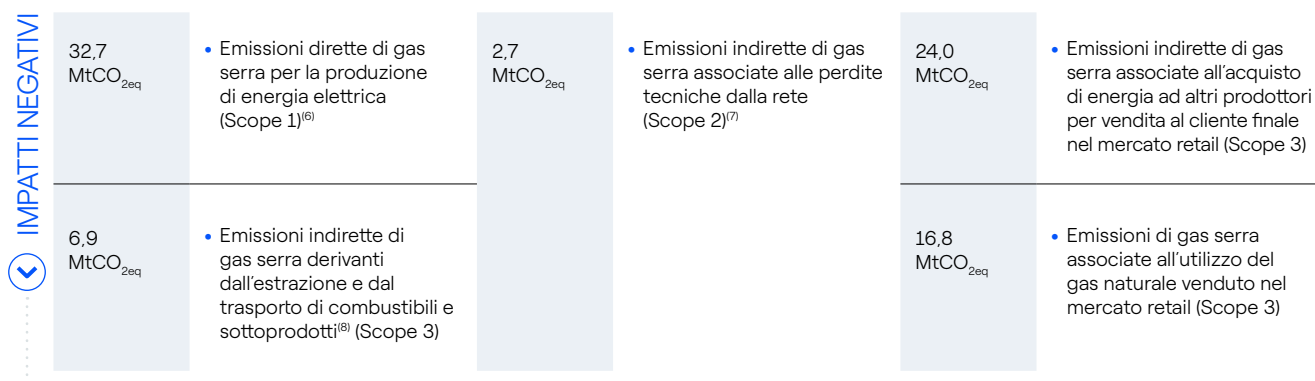 IMPATTI NEGATIVI
32,7
MtCO2eq
• Emissioni dirette di gas
serra per la produzione
di energia elettrica
(Scope 1)(6)
6,9
MtCO2eq
• Emissioni indirette di
gas serra derivanti
dall'estrazione e dal
trasporto di combustibili e
sottoprodotti(8) (Scope 3)
2,7
MtCO2eq
• Emissioni indirette di gas
serra associate alle perdite
tecniche dalla rete
(Scope 2)(7)
24,0
MtCO2eq
• Emissioni indirette di gas
serra associate all'acquisto
di energia ad altri prodottori
per vendita al cliente finale
nel mercato retail (Scope 3)
16,8
MtCO2eq
• Emissioni di gas serra
associate all'utilizzo del
gas naturale venduto nel
mercato retail (Scope 3)